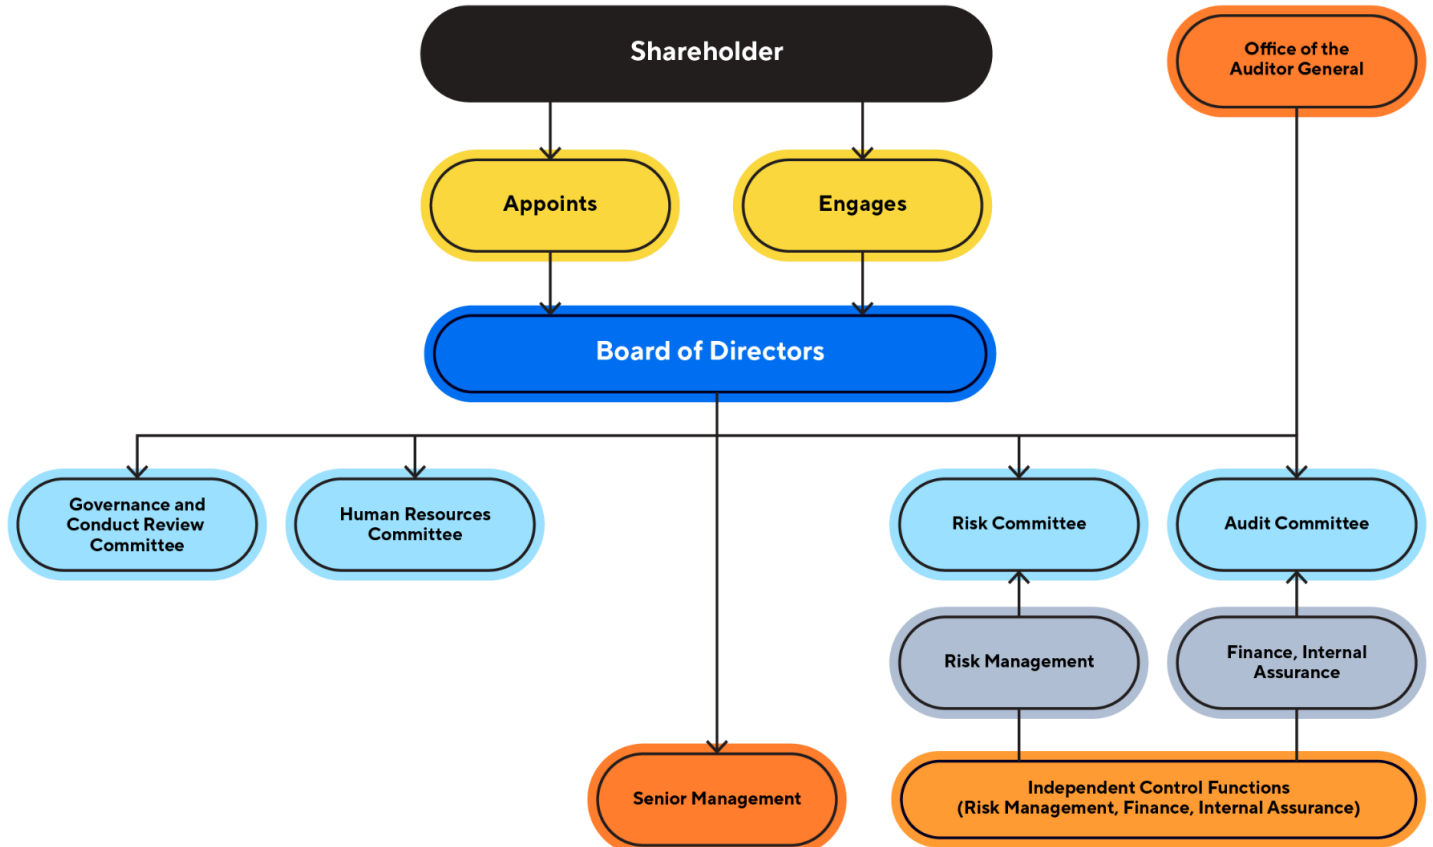 Shareholder
Office of the
Auditor General
Appoints
Engages
Board of Directors
Governance and
Conduct Review
Committee
Human Resources
Committee
Risk Committee
Audit Committee
Risk Management
Finance, Internal
Assurance
Senior Management
Independent Control Functions
(Risk Management, Finance, Internal Assurance)